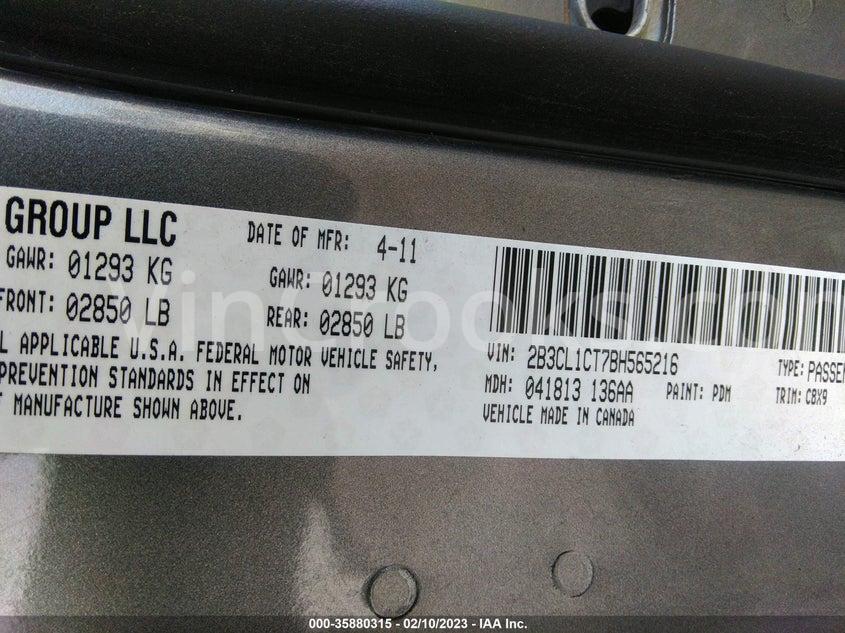 GROUP LLC
DATE OF MFR: 4-11
GAWR: 01293 KG
GAWR: 01293 KG
FRONT: 02850 LB
REAR: 02850 LB
L APPLICABLE U.S.A. FEDERAL MOTOR VEHICLE SAFETY,
PREVENTION STANDARDS IN EFFECT ON
MANUFACTURE SHOWN ABOVE.
VIN: 2B3CL1CT7BH565216
TYPE: PASSEN
MDH: 041813 136AA
PAINT: PDM
TRIM: CBX9
VEHICLE MADE IN CANADA
000-35880315 - 02/10/2023 - IAA Inc.